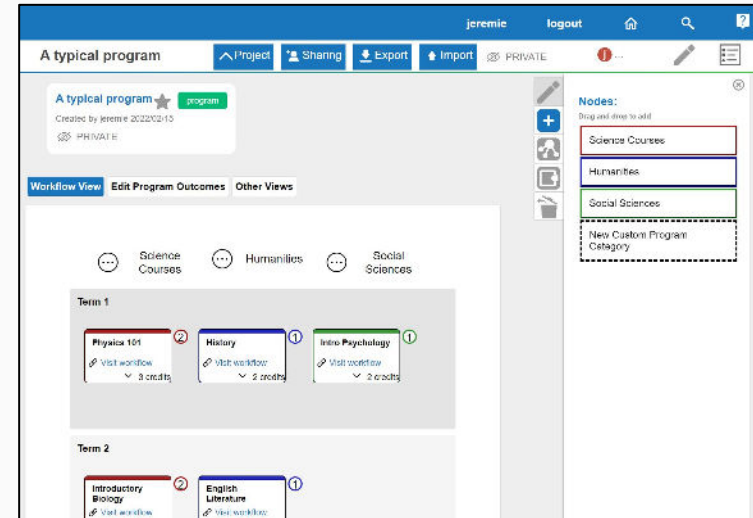 jeremie logout ?
A typical program Project Sharing Export Import PRIVATE J ...
A typical program program
Created by jeremie 2022/02/15
PRIVATE
Workflow View Edit Program Outcomes Other Views
Science Courses
Humanities
Social Sciences
Term 1
Physics 101 2
Visit workflow
3 credits
History 1
Visit workflow
2 credits
Intro Psychology 1
Visit workflow
2 credits
Term 2
Introductory
Biology 2
Visit workflow
English
Literature 1
Visit workflow
Nodes:
Drag and drop to add
Science Courses
Humanities
Social Sciences
New Custom Program
Category